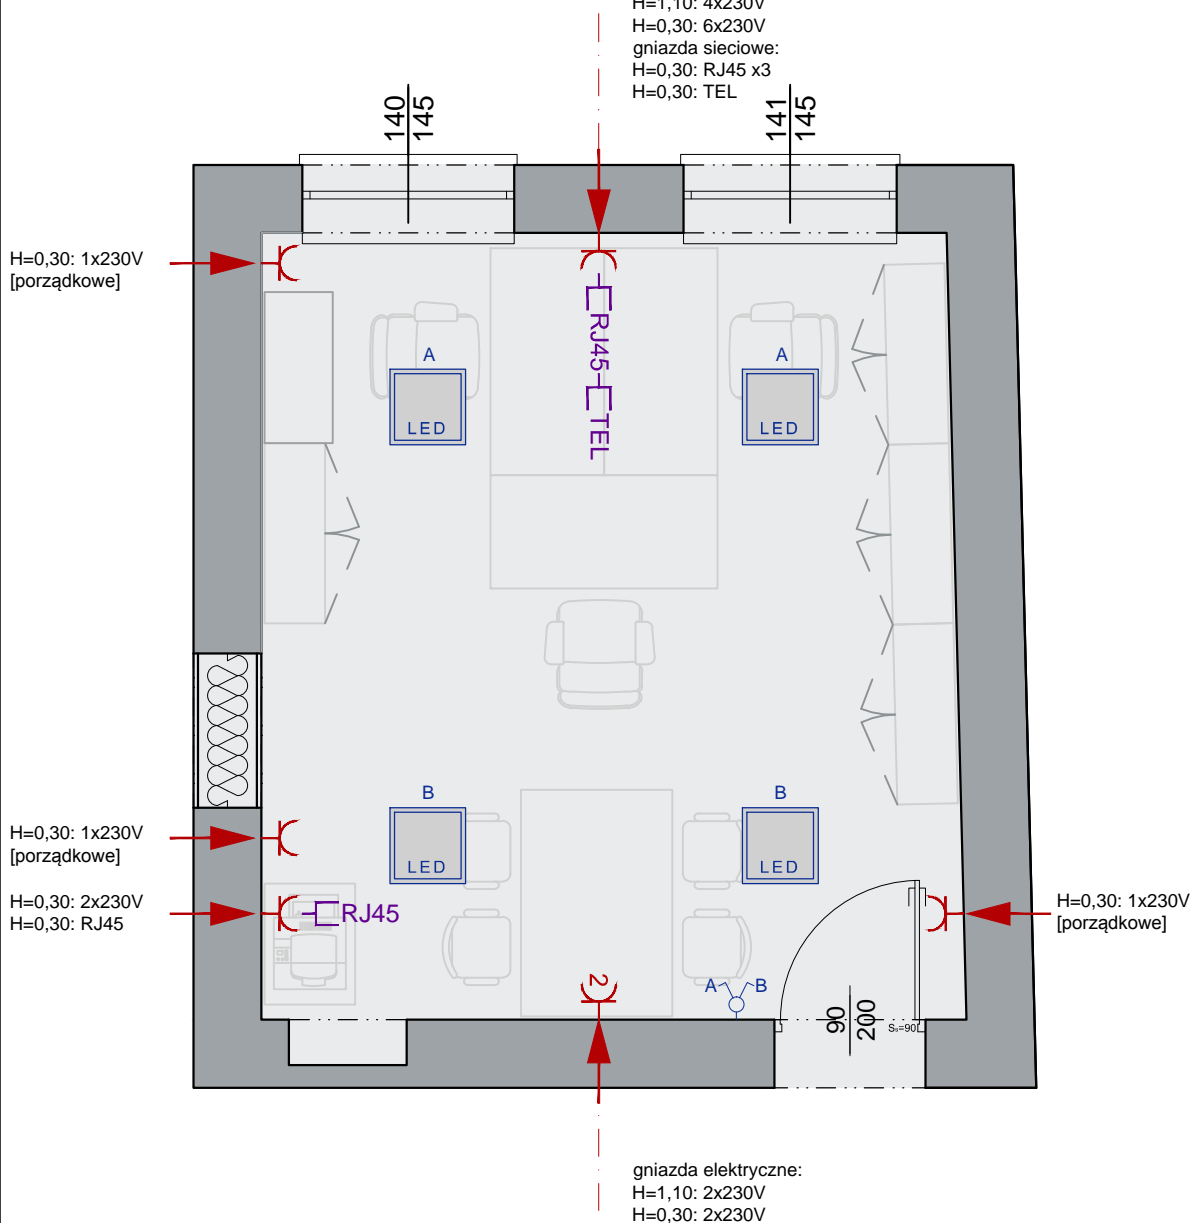 H=1,10: 4x230V
H=0,30: 6x230V
gniazda sieciowe:
H=0,30: RJ45 x3
H=0,30: TEL
140
145
141
145
H=0,30: 1x230V
[porządkowe]
RJ45
TEL
A
LED
A
LED
B
LED
B
LED
H=0,30: 1x230V
[porządkowe]
H=0,30: 2x230V
H=0,30: RJ45
RJ45
H=0,30: 1x230V
[porządkowe]
2
A
B
90
200
Ss=90
gniazda elektryczne:
H=1,10: 2x230V
H=0,30: 2x230V